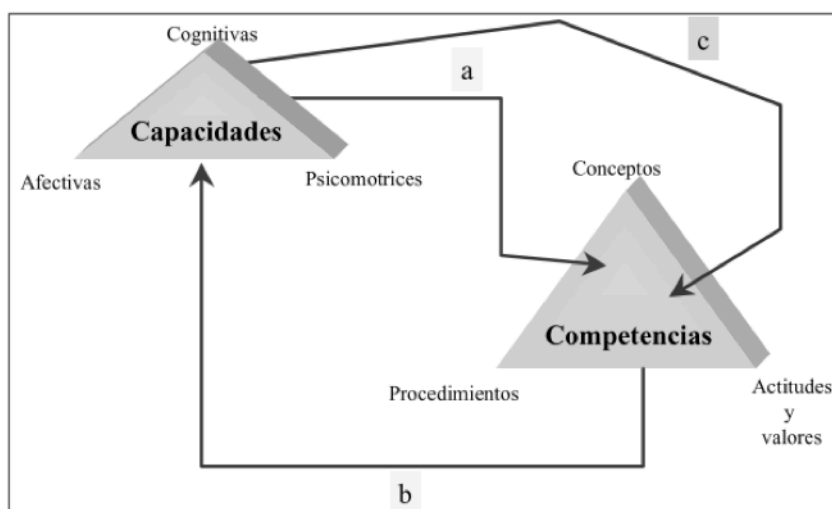 Cognitivas
c
a
Capacidades
Afectivas
Psicomotrices
Conceptos
Competencias
Procedimientos
Actitudes
y
valores
b